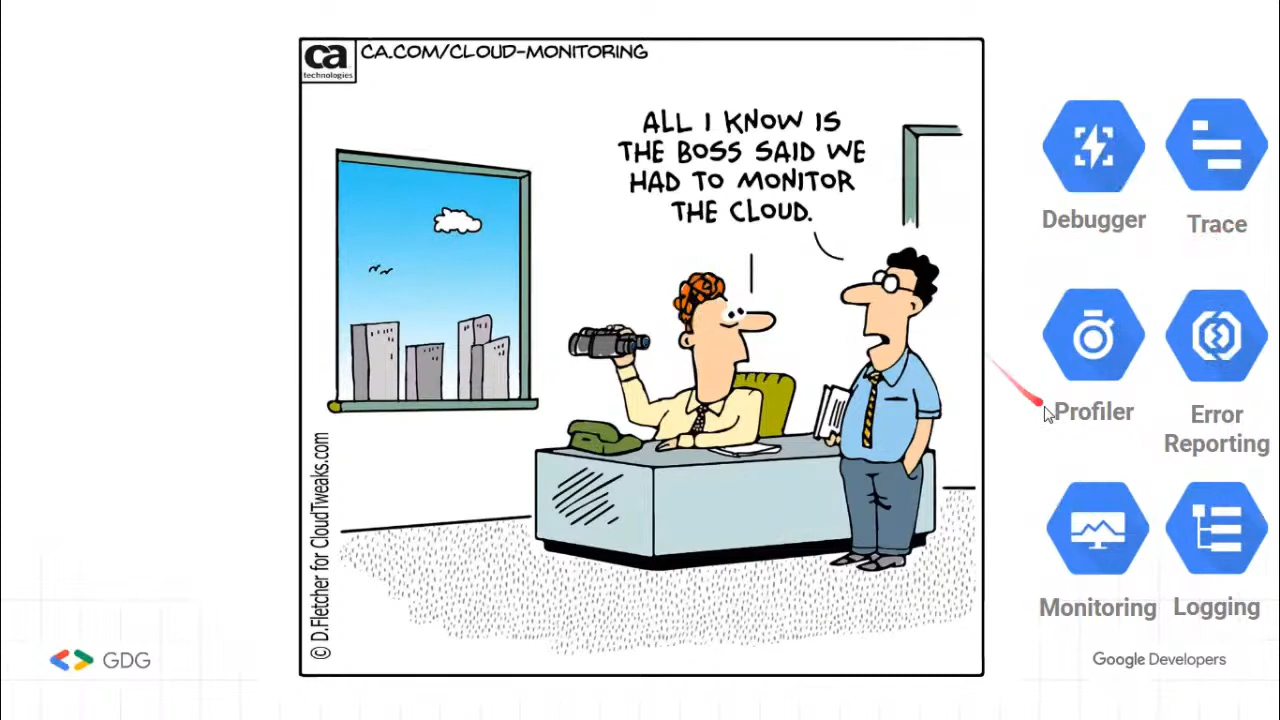 ca
technologies
CA.COM/CLOUD-MONITORING
ALL I KNOW IS
THE BOSS SAID WE
HAD TO MONITOR
THE CLOUD.
© D.Fletcher for CloudTweaks.com
Debugger
Trace
Profiler
Error
Reporting
Monitoring
Logging
GDG
Google Developers